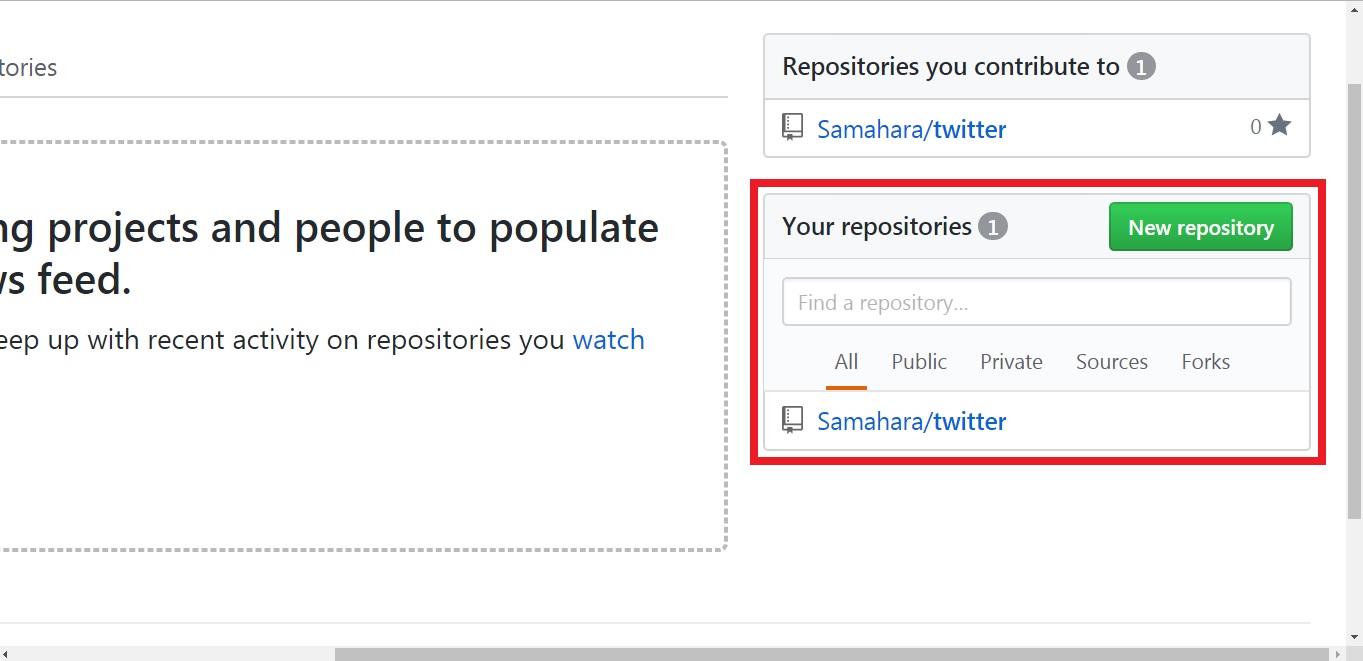 tories
ng projects and people to populate
ws feed.
eep up with recent activity on repositories you watch
Repositories you contribute to 1
Samahara/twitter 0
Your repositories 1 New repository
Find a repository...
All Public Private Sources Forks
Samahara/twitter